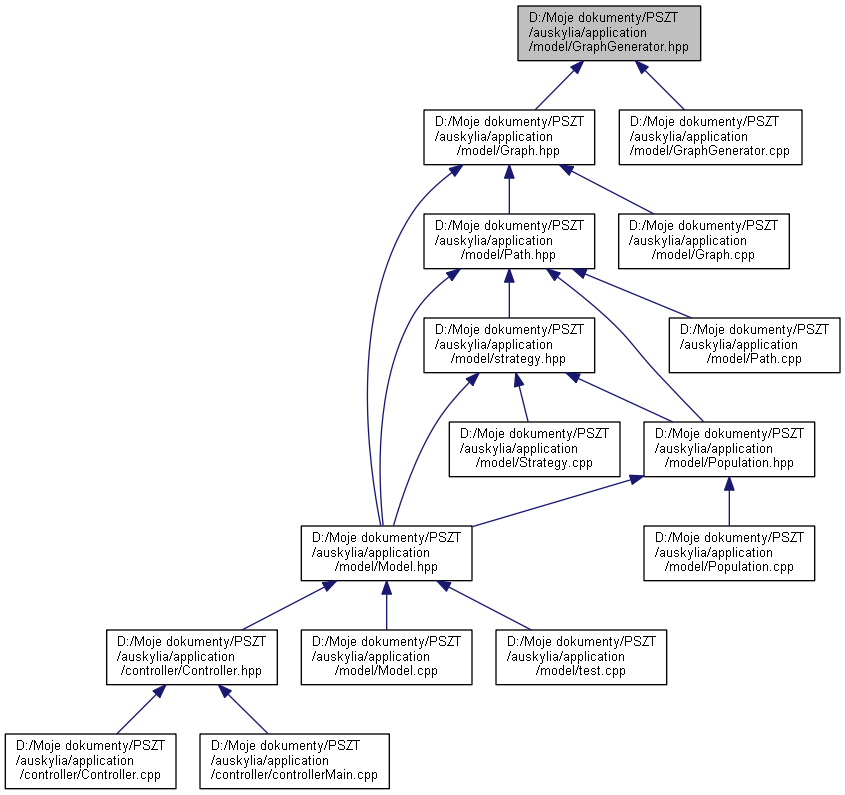 D:/Moje dokumenty/PSZT
/auskylia/application
/model/GraphGenerator.hpp
D:/Moje dokumenty/PSZT
/auskylia/application
/model/Graph.hpp
D:/Moje dokumenty/PSZT
/auskylia/application
/model/GraphGenerator.cpp
D:/Moje dokumenty/PSZT
/auskylia/application
/model/Path.hpp
D:/Moje dokumenty/PSZT
/auskylia/application
/model/Graph.cpp
D:/Moje dokumenty/PSZT
/auskylia/application
/model/strategy.hpp
D:/Moje dokumenty/PSZT
/auskylia/application
/model/Path.cpp
D:/Moje dokumenty/PSZT
/auskylia/application
/model/Strategy.cpp
D:/Moje dokumenty/PSZT
/auskylia/application
/model/Population.hpp
D:/Moje dokumenty/PSZT
/auskylia/application
/model/Model.hpp
D:/Moje dokumenty/PSZT
/auskylia/application
/model/Population.cpp
D:/Moje dokumenty/PSZT
/auskylia/application
/controller/Controller.hpp
D:/Moje dokumenty/PSZT
/auskylia/application
/model/Model.cpp
D:/Moje dokumenty/PSZT
/auskylia/application
/model/test.cpp
D:/Moje dokumenty/PSZT
/auskylia/application
/controller/Controller.cpp
D:/Moje dokumenty/PSZT
/auskylia/application
/controller/controllerMain.cpp